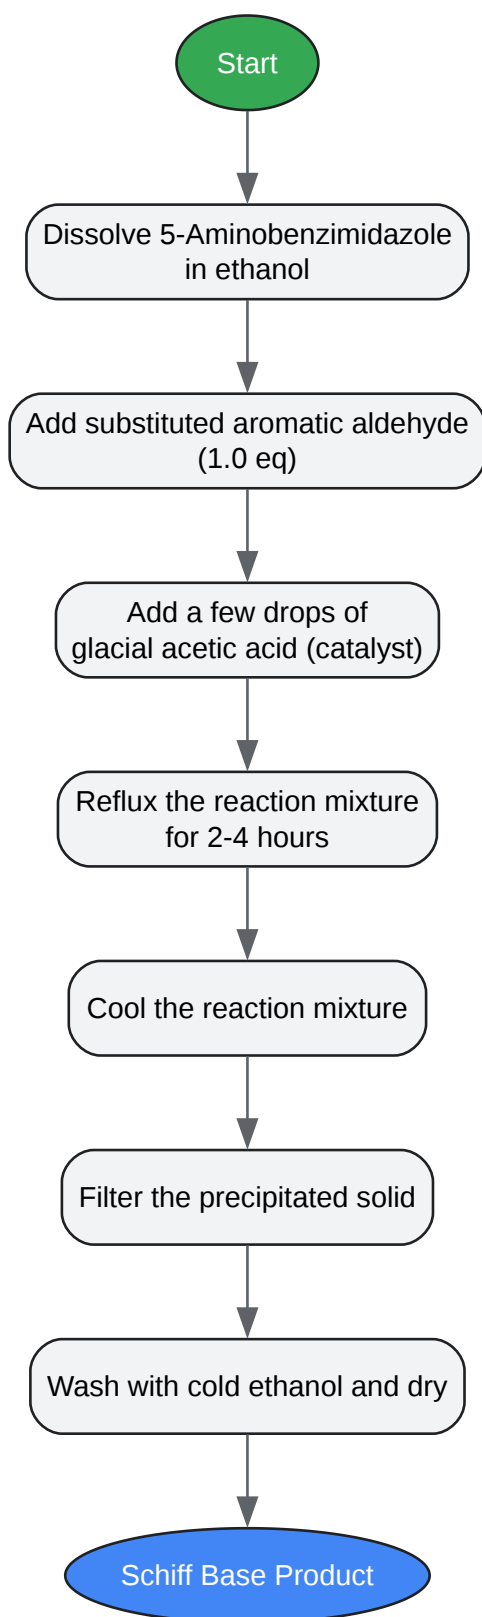 Start
Dissolve 5-Aminobenzimidazole
in ethanol
Add substituted aromatic aldehyde
(1.0 eq)
Add a few drops of
glacial acetic acid (catalyst)
Reflux the reaction mixture
for 2-4 hours
Cool the reaction mixture
Filter the precipitated solid
Wash with cold ethanol and dry
Schiff Base Product